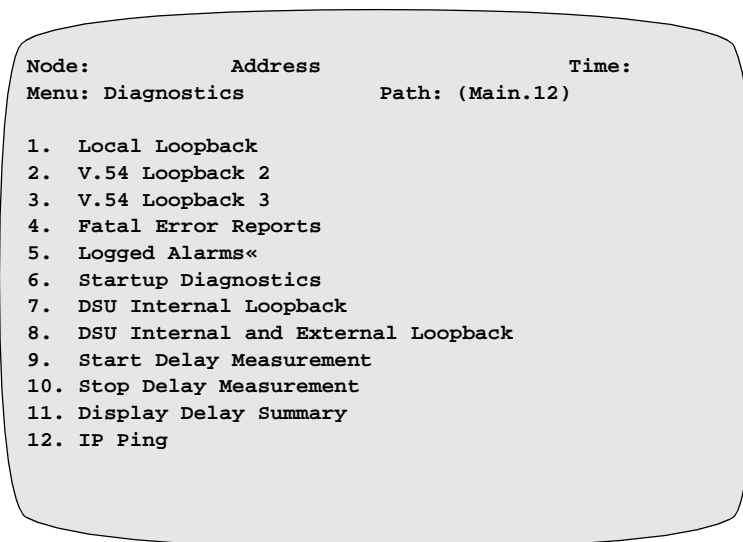 Node: Address Time:
Menu: Diagnostics Path: (Main.12)
1. Local Loopback
2. V.54 Loopback 2
3. V.54 Loopback 3
4. Fatal Error Reports
5. Logged Alarms«
6. Startup Diagnostics
7. DSU Internal Loopback
8. DSU Internal and External Loopback
9. Start Delay Measurement
10. Stop Delay Measurement
11. Display Delay Summary
12. IP Ping